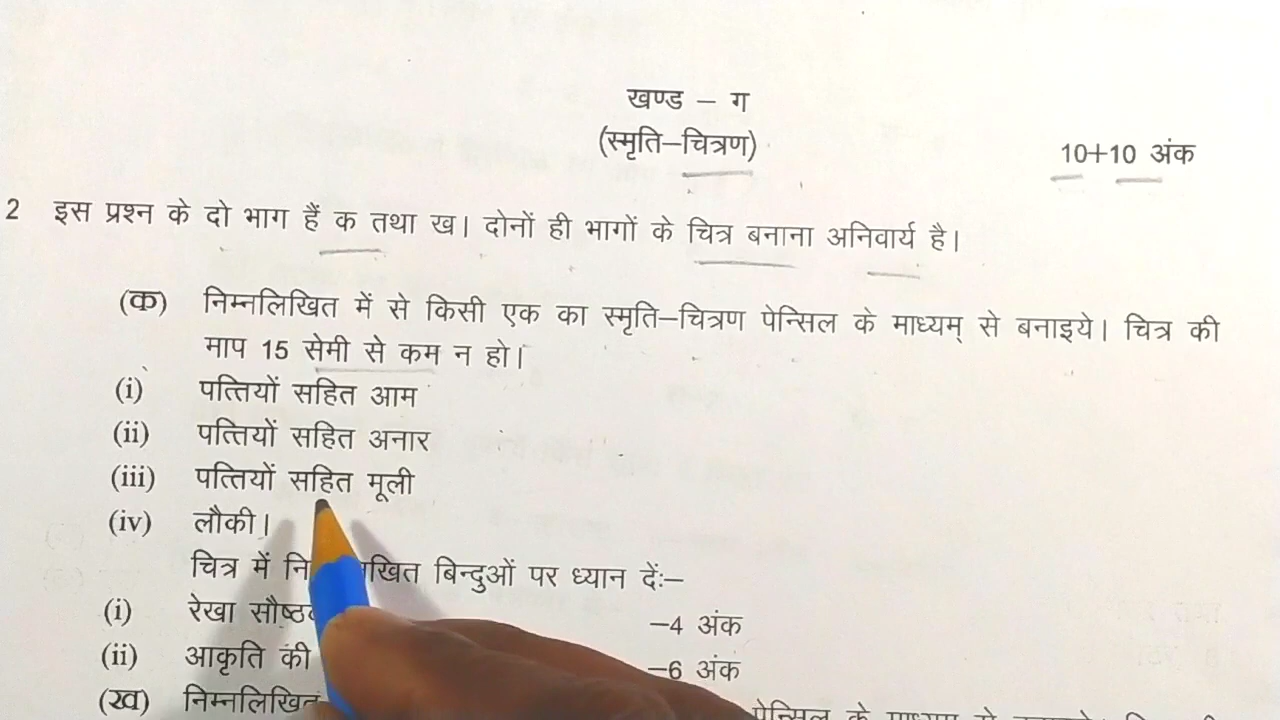 खण्ड – ग
(स्मृति–चित्रण)
10+10 अंक
2 इस प्रश्न के दो भाग हैं क तथा ख। दोनों ही भागों के चित्र बनाना अनिवार्य है।
(क) निम्नलिखित में से किसी एक का स्मृति–चित्रण पेन्सिल के माध्यम् से बनाइये। चित्र की
माप 15 सेमी से कम न हो।
(i) पत्तियों सहित आम
(ii) पत्तियों सहित अनार
(iii) पत्तियों सहित मूली
(iv) लौकी।
चित्र में बिन्दुओं पर ध्यान देंः–
(i) रेखा सौष्ठव –4 अंक
(ii) आकृति की –6 अंक
(ख) निम्नलिखित पेन्सिल के